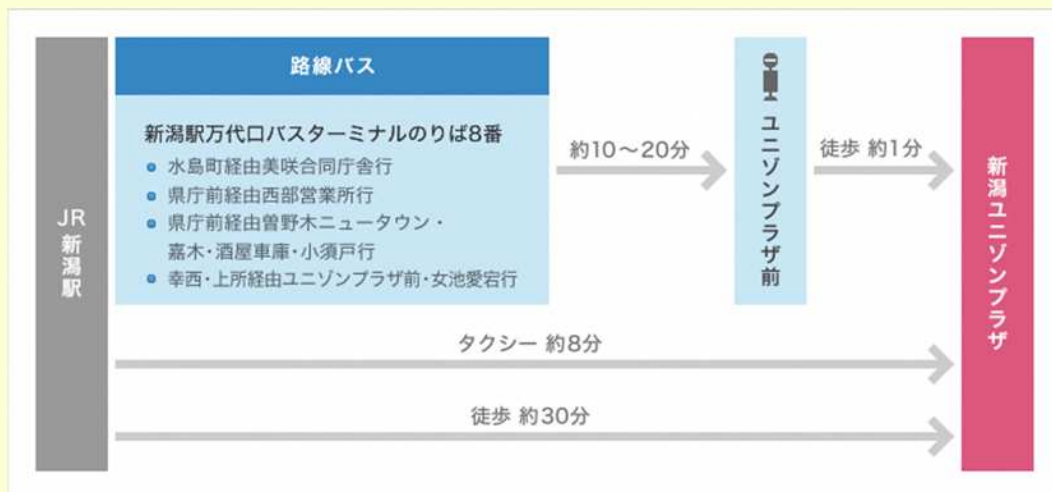 JR新潟駅
路線バス
新潟駅万代口バスターミナルのりば8番
水島町経由美咲合同庁舎行
県庁前経由西部営業所行
県庁前経由曽野木ニュータウン・
嘉木・酒屋車庫・小須戸行
幸西・上所経由ユニゾンプラザ前・女池愛宕行
約10〜20分
ユニゾンプラザ前
徒歩 約1分
新潟ユニゾンプラザ
タクシー 約8分
徒歩 約30分